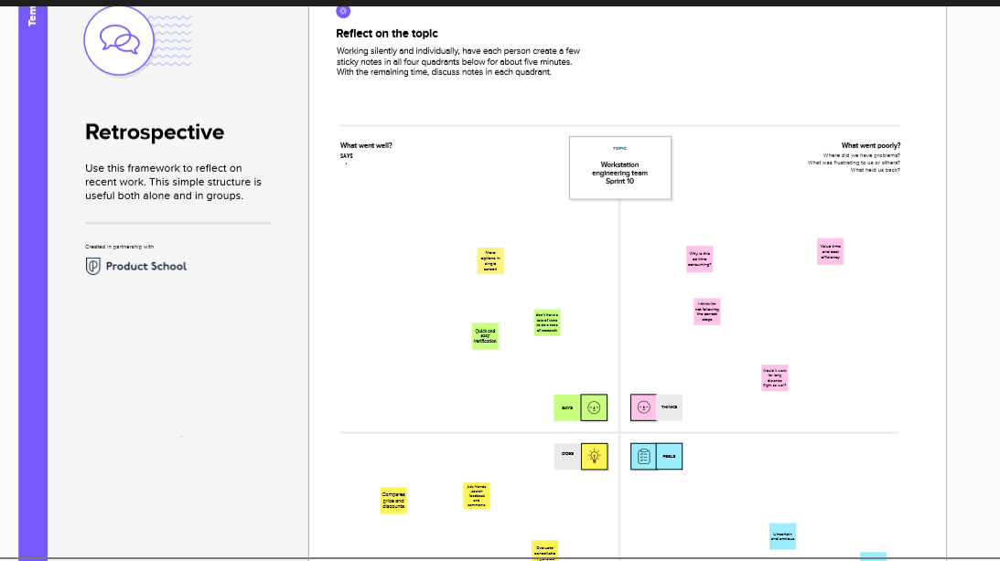 Tem
Retrospective
Use this framework to reflect on
recent work. This simple structure is
useful both alone and in groups.
Created in partnership with
Product School
Reflect on the topic
Working silently and individually, have each person create a few
sticky notes in all four quadrants below for about five minutes.
With the remaining time, discuss notes in each quadrant.
What went well?
SAYS
TOPIC
Workstation
engineering team
Sprint 10
What went poorly?
Where did we have problems?
What was frustrating to us or others?
What held us back?
More
options in
single
screen
Quick and
easy
verification
don't have a
lots of time
to do a tons
of research
Why is this
so time
consuming?
Value time
and cost
efficiency
I think I'm
not following
the correct
steps
Would it work
for long
distance
flight as well?
SAYS
THINKS
DOES
FEELS
Compares
price and
discounts
Ask friends
search
feedback
and
comments
Evaluate
Uncertain
and anxious